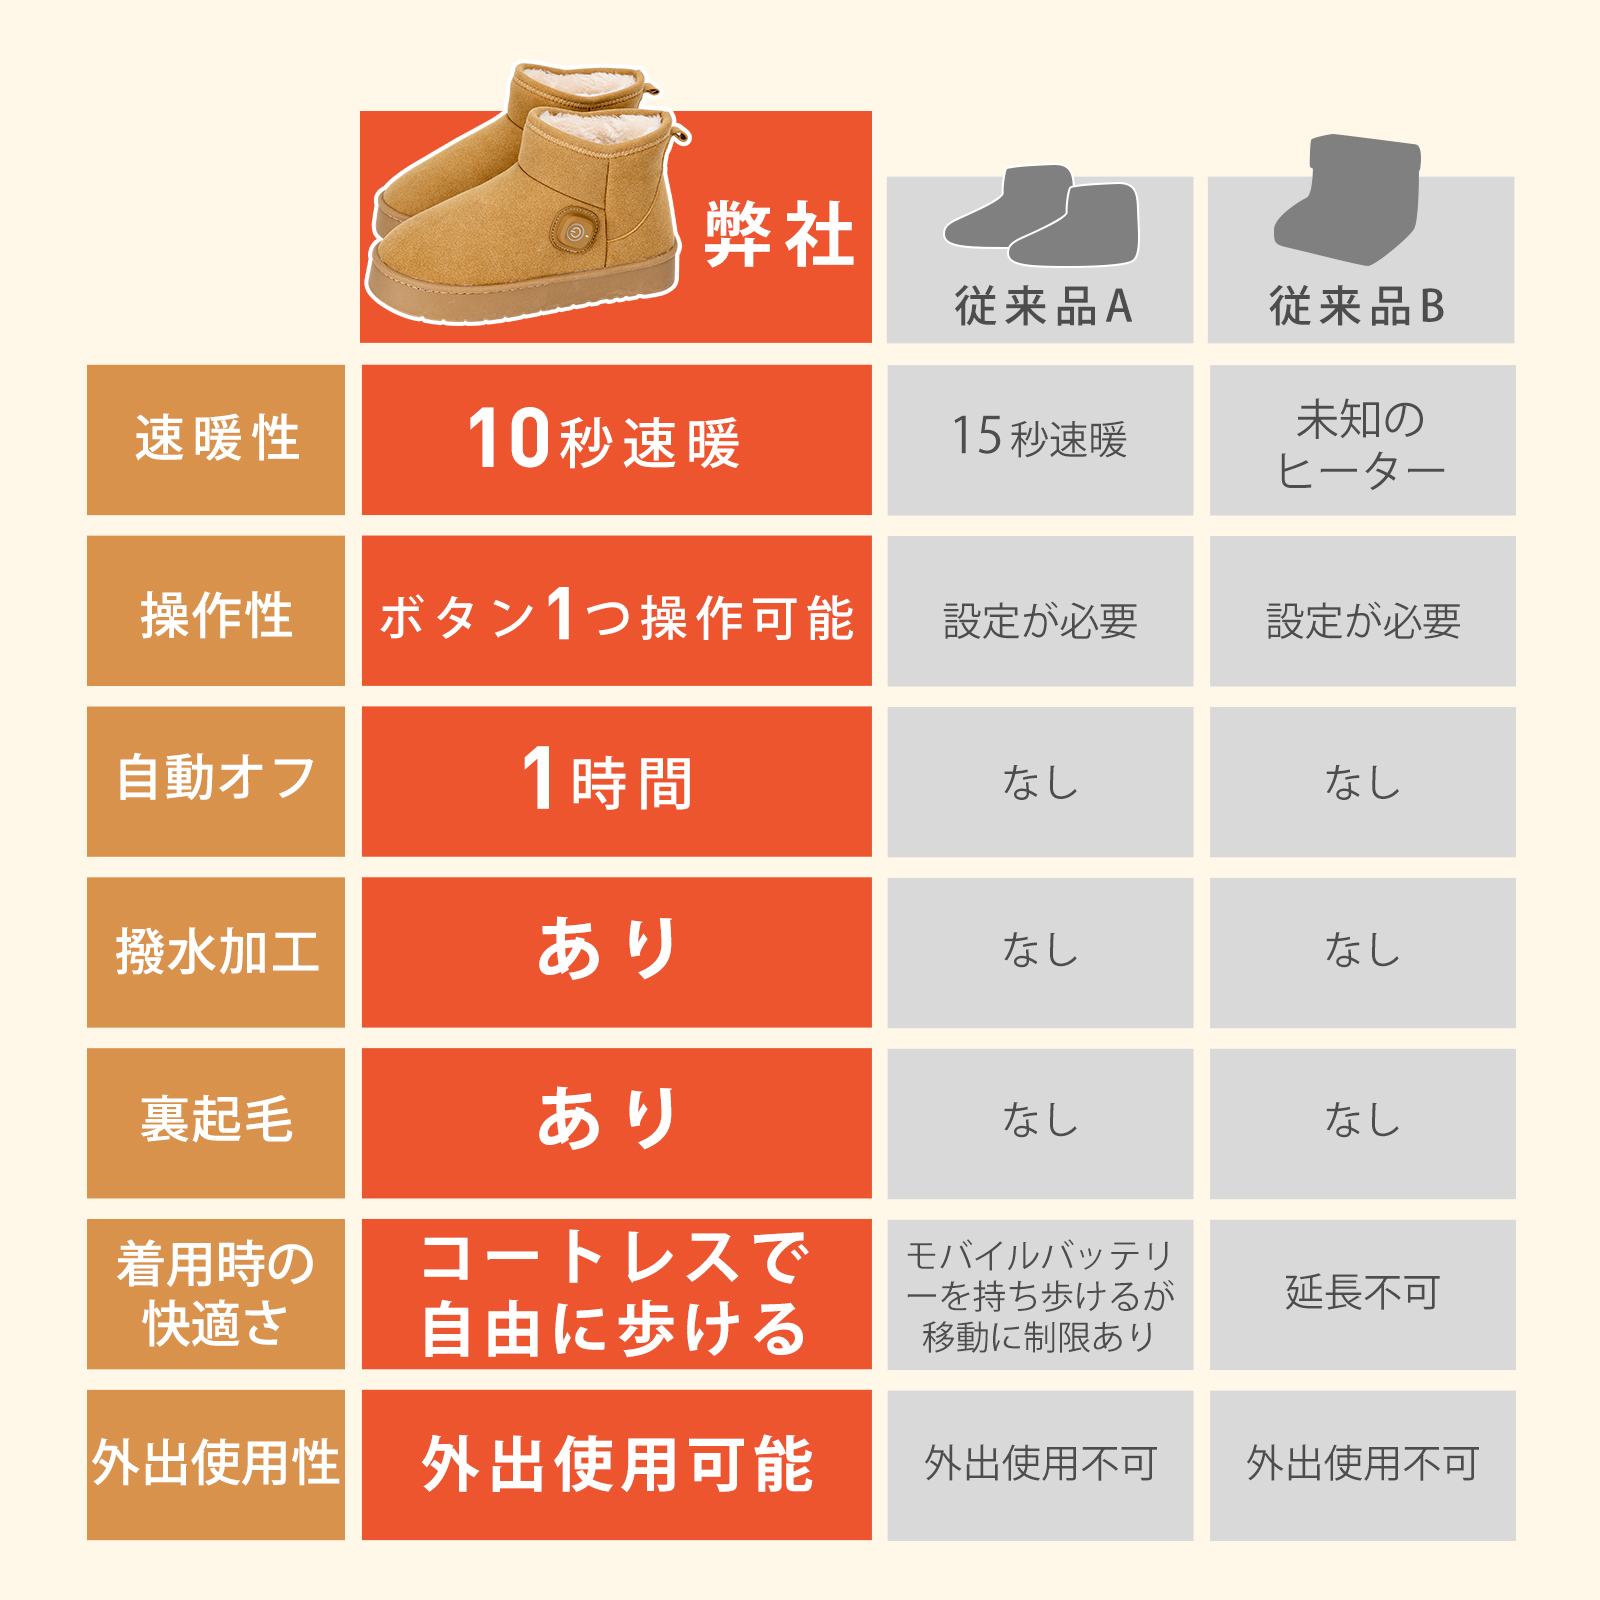 弊社
従来品A
従来品B
速暖性
10秒速暖
15秒速暖
未知の
ヒーター
操作性
ボタン1つ操作可能
設定が必要
設定が必要
自動オフ
1時間
なし
なし
撥水加工
あり
なし
なし
裏起毛
あり
なし
なし
着用時の
快適さ
コートレスで
自由に歩ける
モバイルバッテリ
ーを持ち歩けるが
移動に制限あり
延長不可
外出使用性
外出使用可能
外出使用不可
外出使用不可